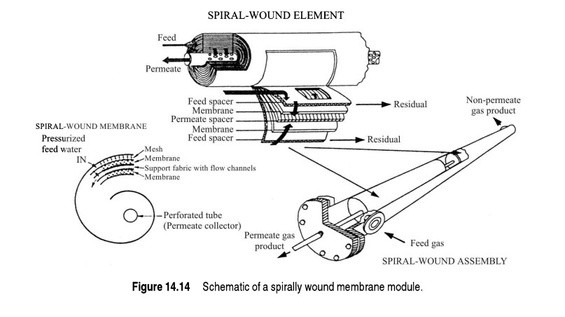 SPIRAL-WOUND ELEMENT
Feed
Permeate
Feed spacer
Membrane
Permeate spacer
Membrane
Feed spacer
Residual
Residual
Non-permeate
gas product
SPIRAL-WOUND MEMBRANE
Pressurized
feed water
IN
Mesh
Membrane
Support fabric with flow channels
Membrane
Perforated tube
(Permeate collector)
Permeate gas
product
Feed gas
SPIRAL-WOUND ASSEMBLY
Figure 14.14 Schematic of a spirally wound membrane module.